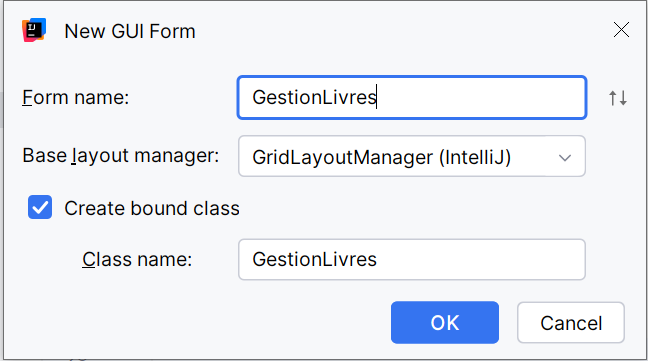 New GUI Form
Form name: GestionLivres
Base layout manager: GridLayoutManager (IntelliJ)
Create bound class
Class name: GestionLivres
OK Cancel